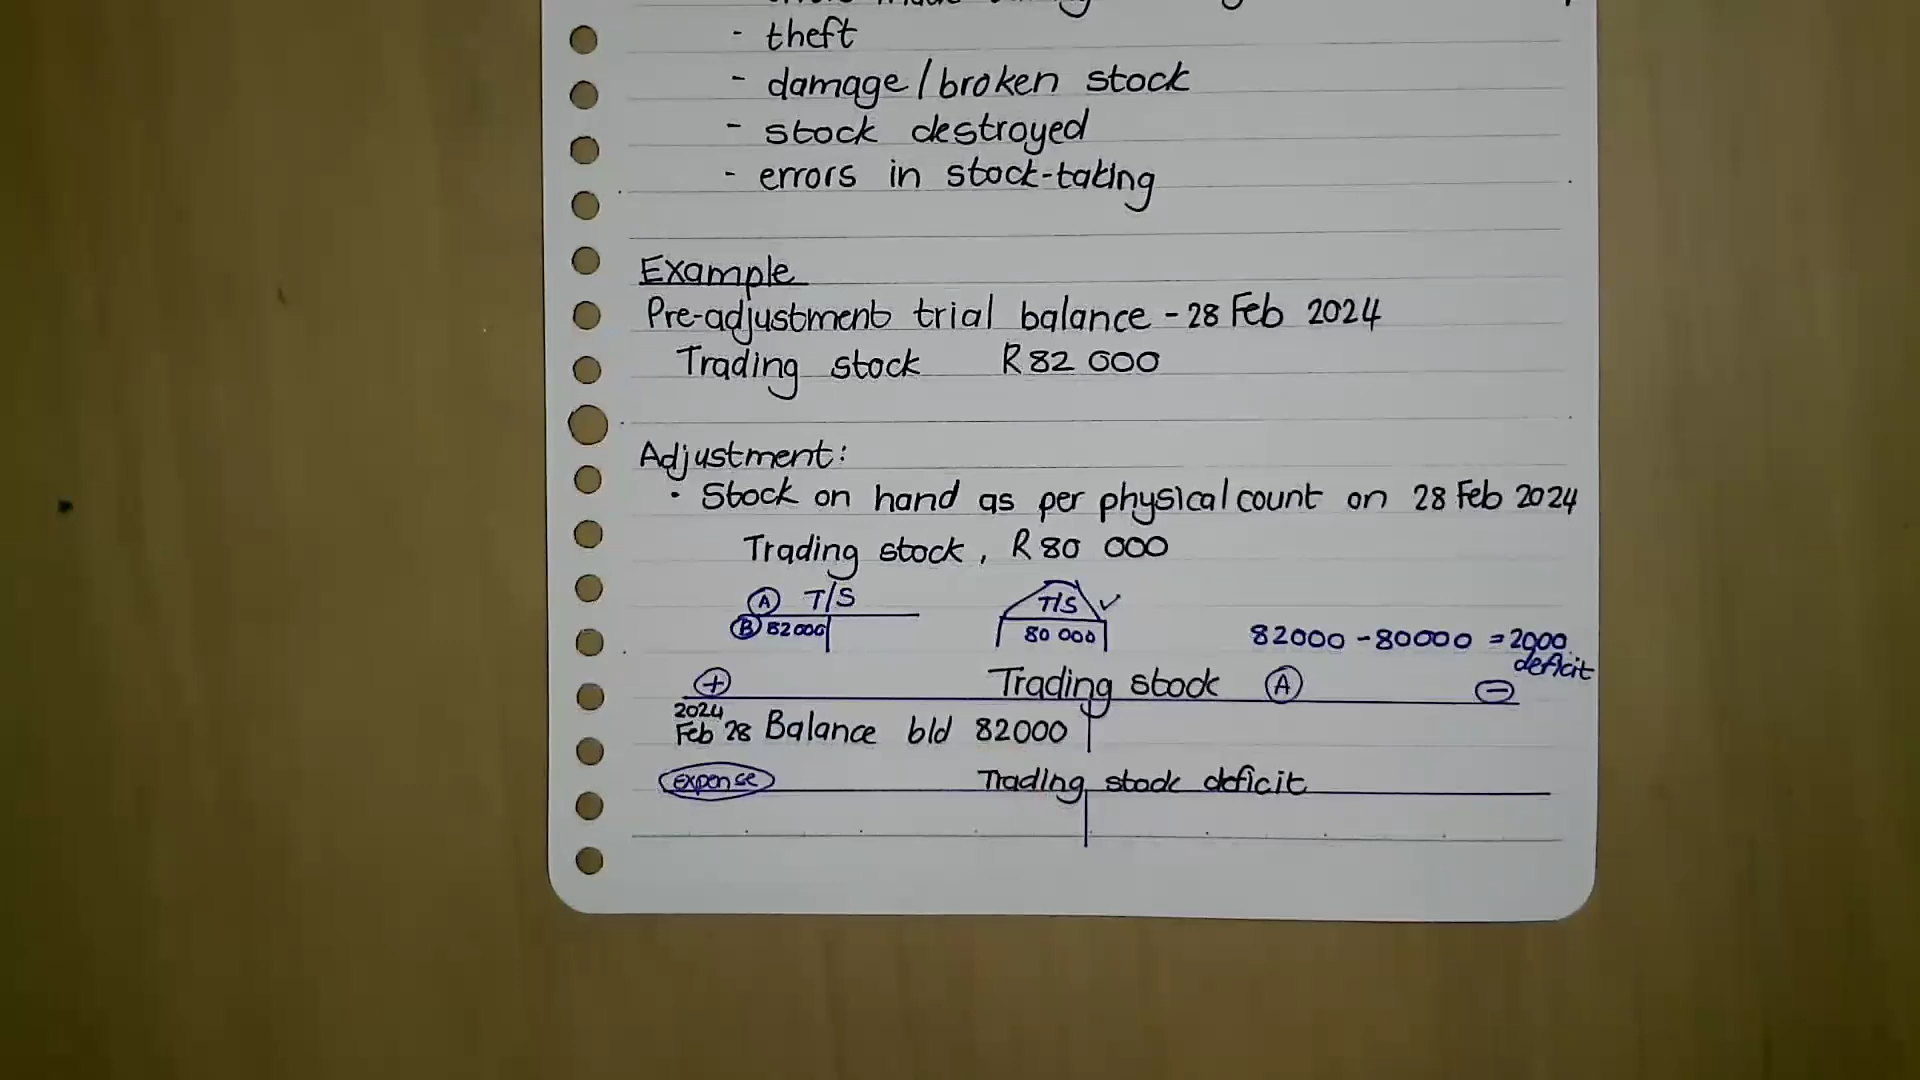 - theft
- damage/broken stock
- stock destroyed
- errors in stock-taking
Example
Pre-adjustment trial balance - 28 Feb 2024
Trading stock R82 000
Adjustment:
• Stock on hand as per physical count on 28 Feb 2024
Trading stock, R80 000
A T/S
B 82000
T/S ✓
80 000
82000 - 80000 = 2000
deficit
+ Trading stock A -
2024
Feb 28 Balance b/d 82000
expense Trading stock deficit